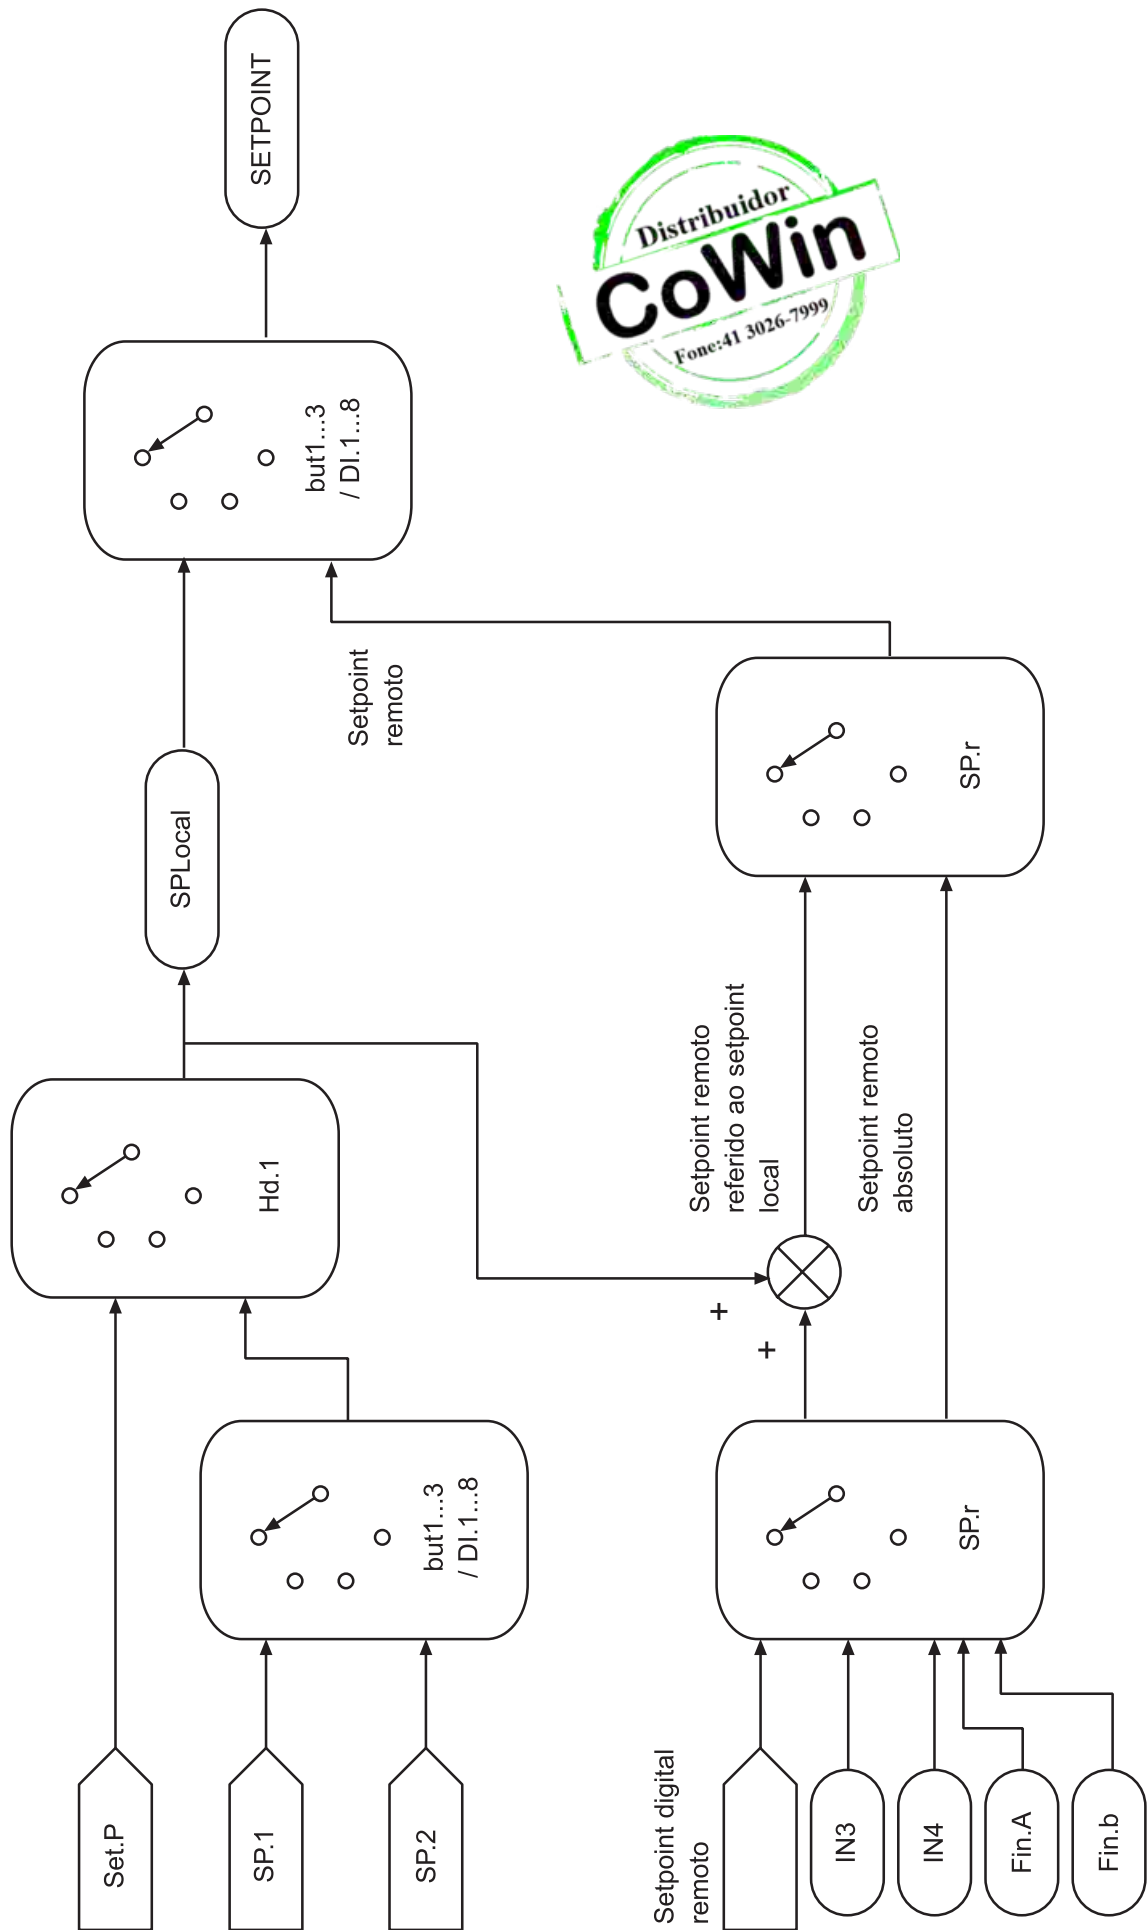 Set.P
SP.1
SP.2
Setpoint digital
remoto
IN3
IN4
Fin.A
Fin.b
but1...3
/ DI.1...8
SP.r
+
+
Hd.1
Setpoint remoto
referido ao setpoint
local
Setpoint remoto
absoluto
SPLocal
SP.r
Setpoint
remoto
but1...3
/ DI.1...8
SETPOINT
Distribuidor
CoWin
Fone:41 3026-7999